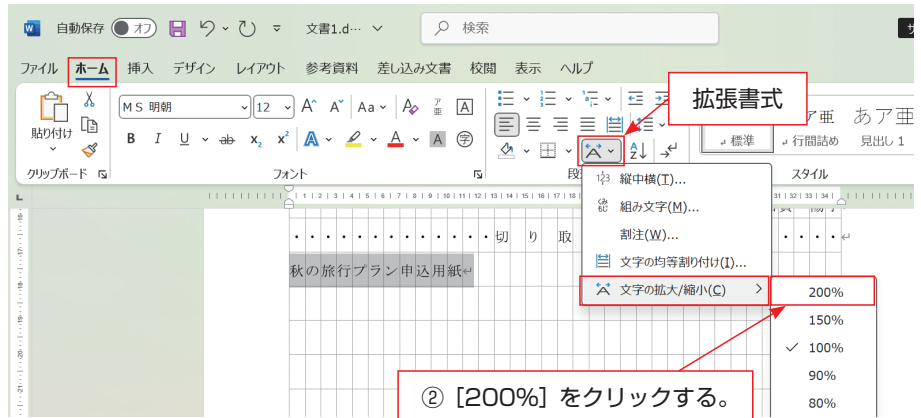 自動保存 オフ 文書1.d… 検索
ファイル ホーム 挿入 デザイン レイアウト 参考資料 差し込み文書 校閲 表示 ヘルプ
拡張書式
貼り付け
MS 明朝 12
クリップボード フォント スタイル
標準 行間詰め 見出し 1
縦中横(T)...
組み文字(M)...
割注(W)...
文字の均等割り付け(I)...
文字の拡大/縮小(C)
・・・・・・・・・・・・・切 り 取
秋の旅行プラン申込用紙
200%
150%
100%
90%
80%
② [200%] をクリックする。